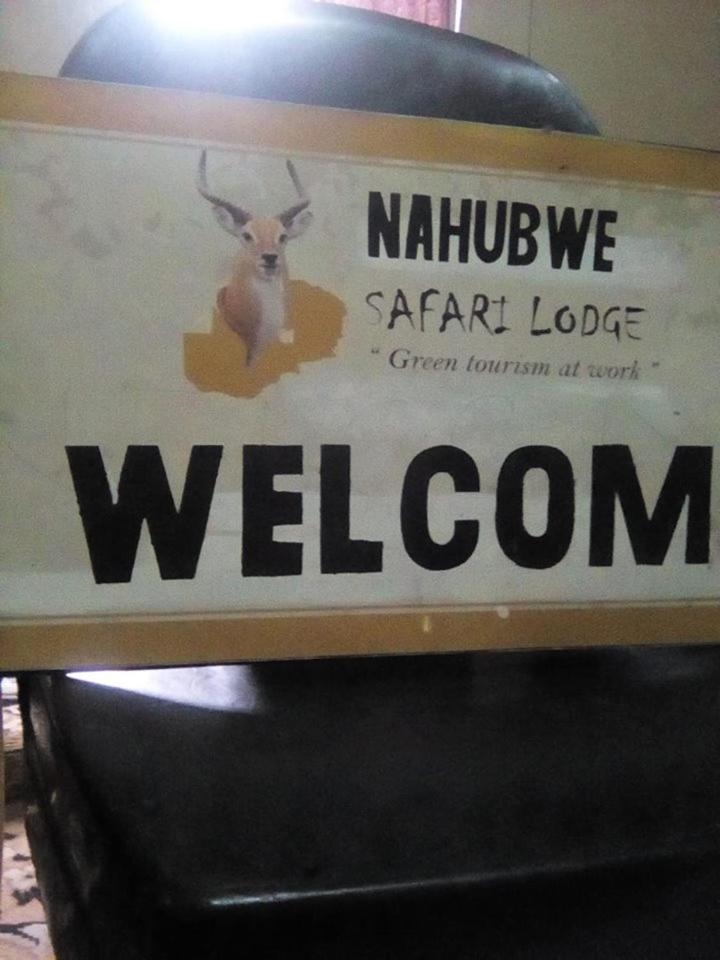 NAHUBWE
SAFARI LODGE
"Green tourism at work"
WELCOM